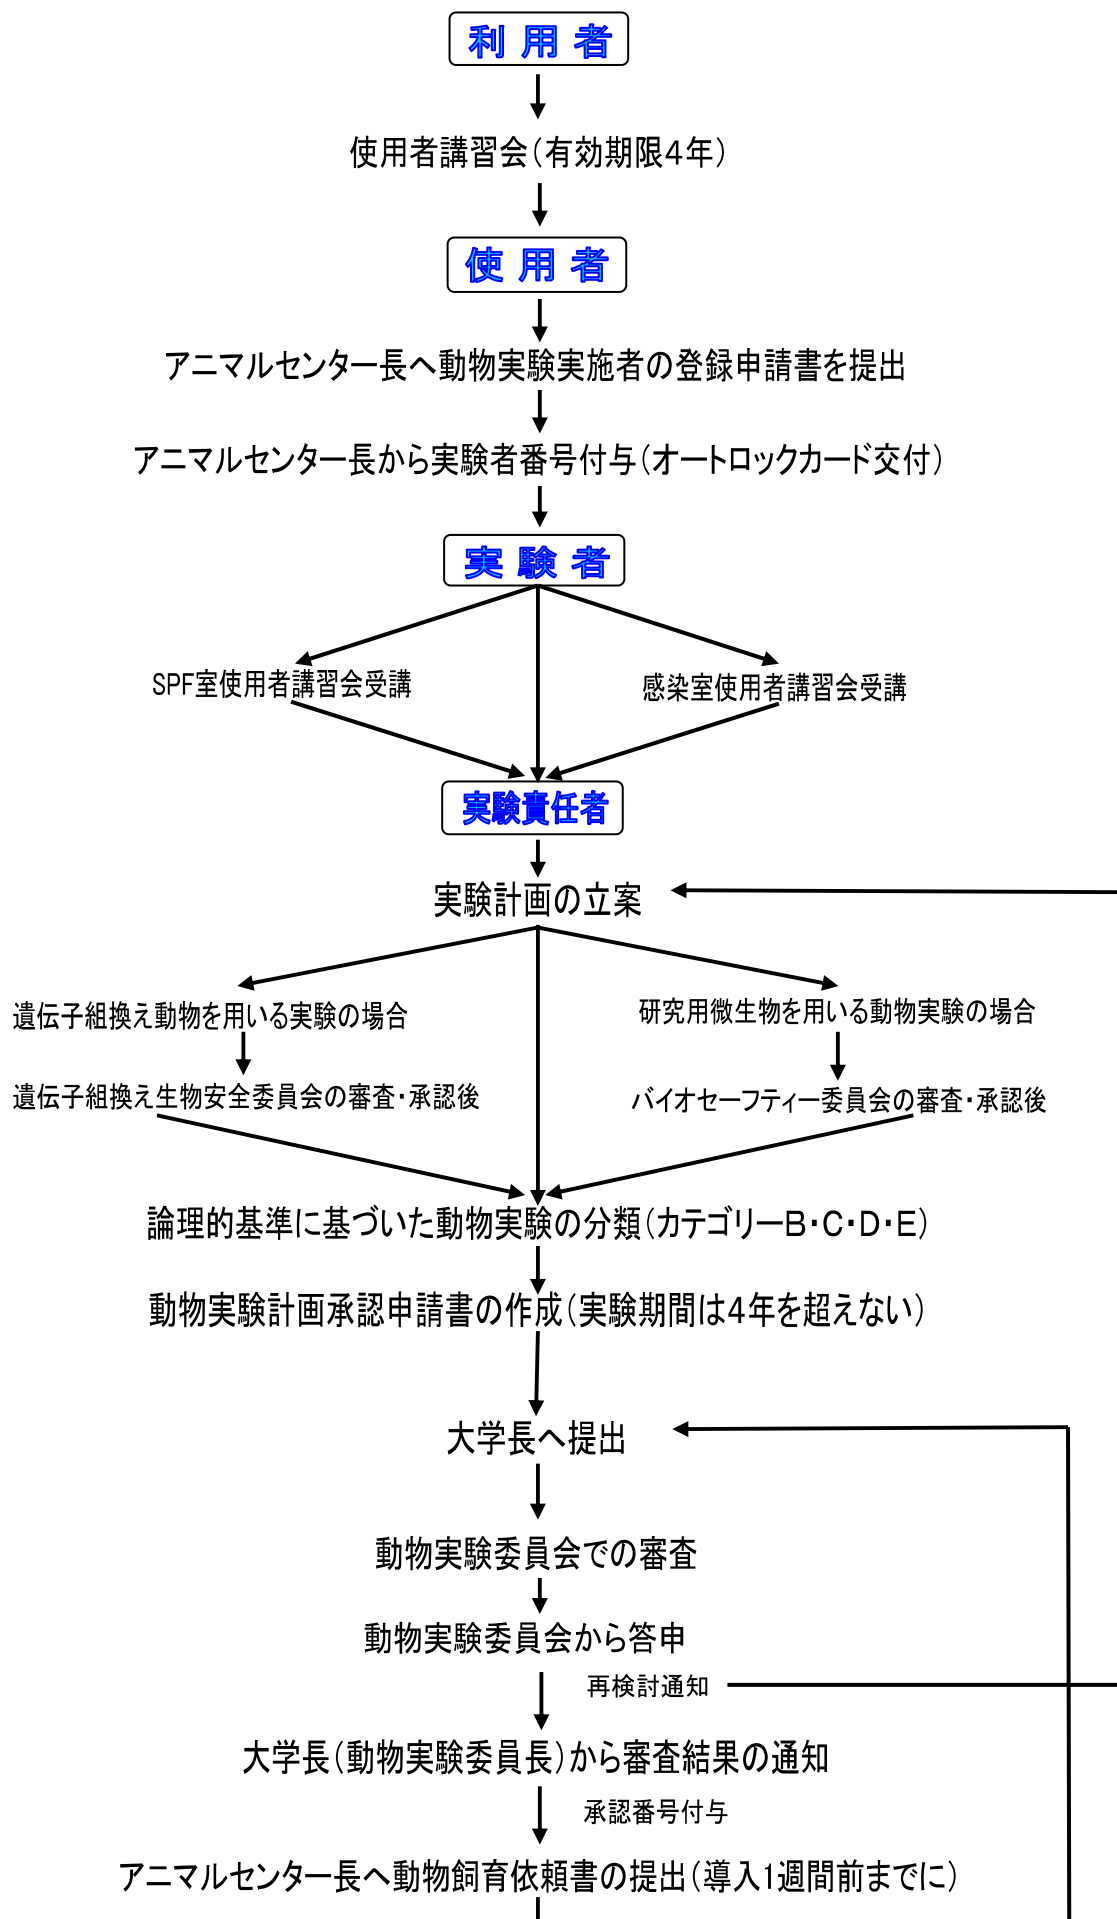 利用者
使用者講習会（有効期限4年）
使用者
アニマルセンター長へ動物実験実施者の登録申請書を提出
アニマルセンター長から実験者番号付与（オートロックカード交付）
実験者
SPF室使用者講習会受講
感染室使用者講習会受講
実験責任者
実験計画の立案
遺伝子組換え動物を用いる実験の場合
研究用微生物を用いる動物実験の場合
遺伝子組換え生物安全委員会の審査・承認後
バイオセーフティー委員会の審査・承認後
論理的基準に基づいた動物実験の分類（カテゴリーB・C・D・E）
動物実験計画承認申請書の作成（実験期間は4年を超えない）
大学長へ提出
動物実験委員会での審査
動物実験委員会から答申
再検討通知
大学長（動物実験委員長）から審査結果の通知
承認番号付与
アニマルセンター長へ動物飼育依頼書の提出（導入1週間前までに）